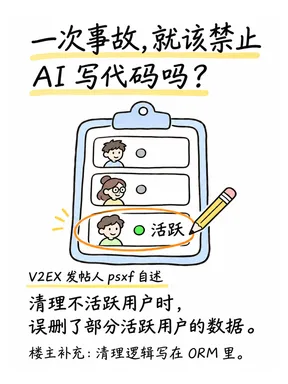 一次事故,就该禁止
AI 写代码吗?
活跃
V2EX 发帖人 psxf 自述
清理不活跃用户时,
误删了部分活跃用户的数据。
楼主补充: 清理逻辑写在 ORM 里。